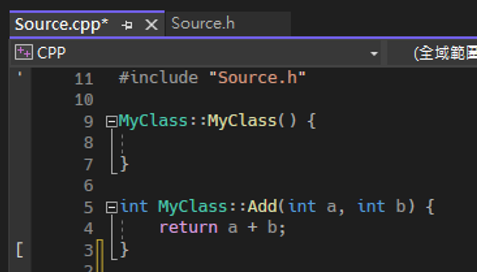 Source.cpp* Source.h
CPP (全域範圍
11 #include "Source.h"
10
9 MyClass::MyClass() {
8
7 }
6
5 int MyClass::Add(int a, int b) {
4 return a + b;
3 }
2